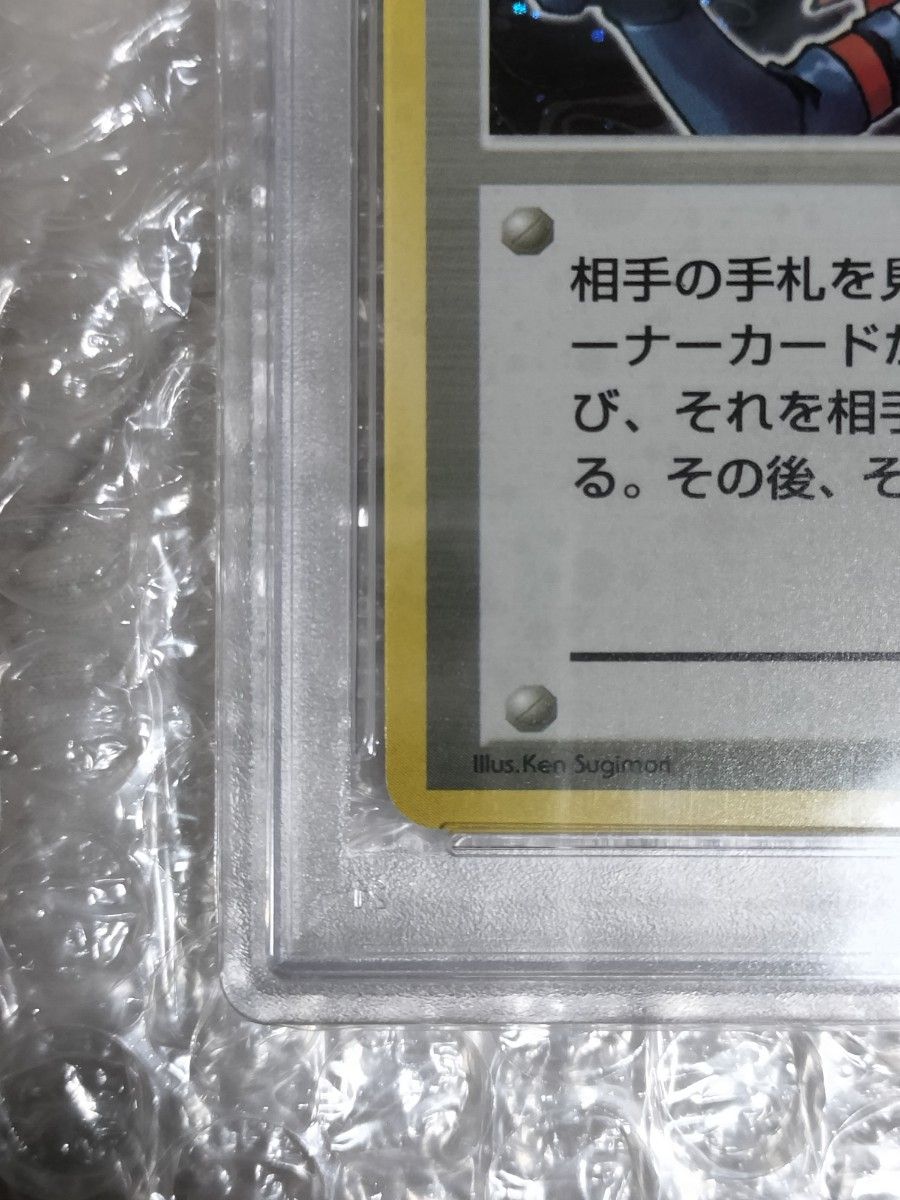 相手の手札を見
ーナーカードが
び、それを相手
る。その後、そ
Illus.Ken Sugimori